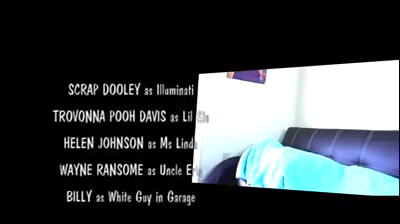 SCRAP DOOLEY as Illuminati
TROVONNA POOH DAVIS as Lil
HELEN JOHNSON as Ms Linda
WAYNE RANSOME as Uncle
BILLY as White Guy in Garage